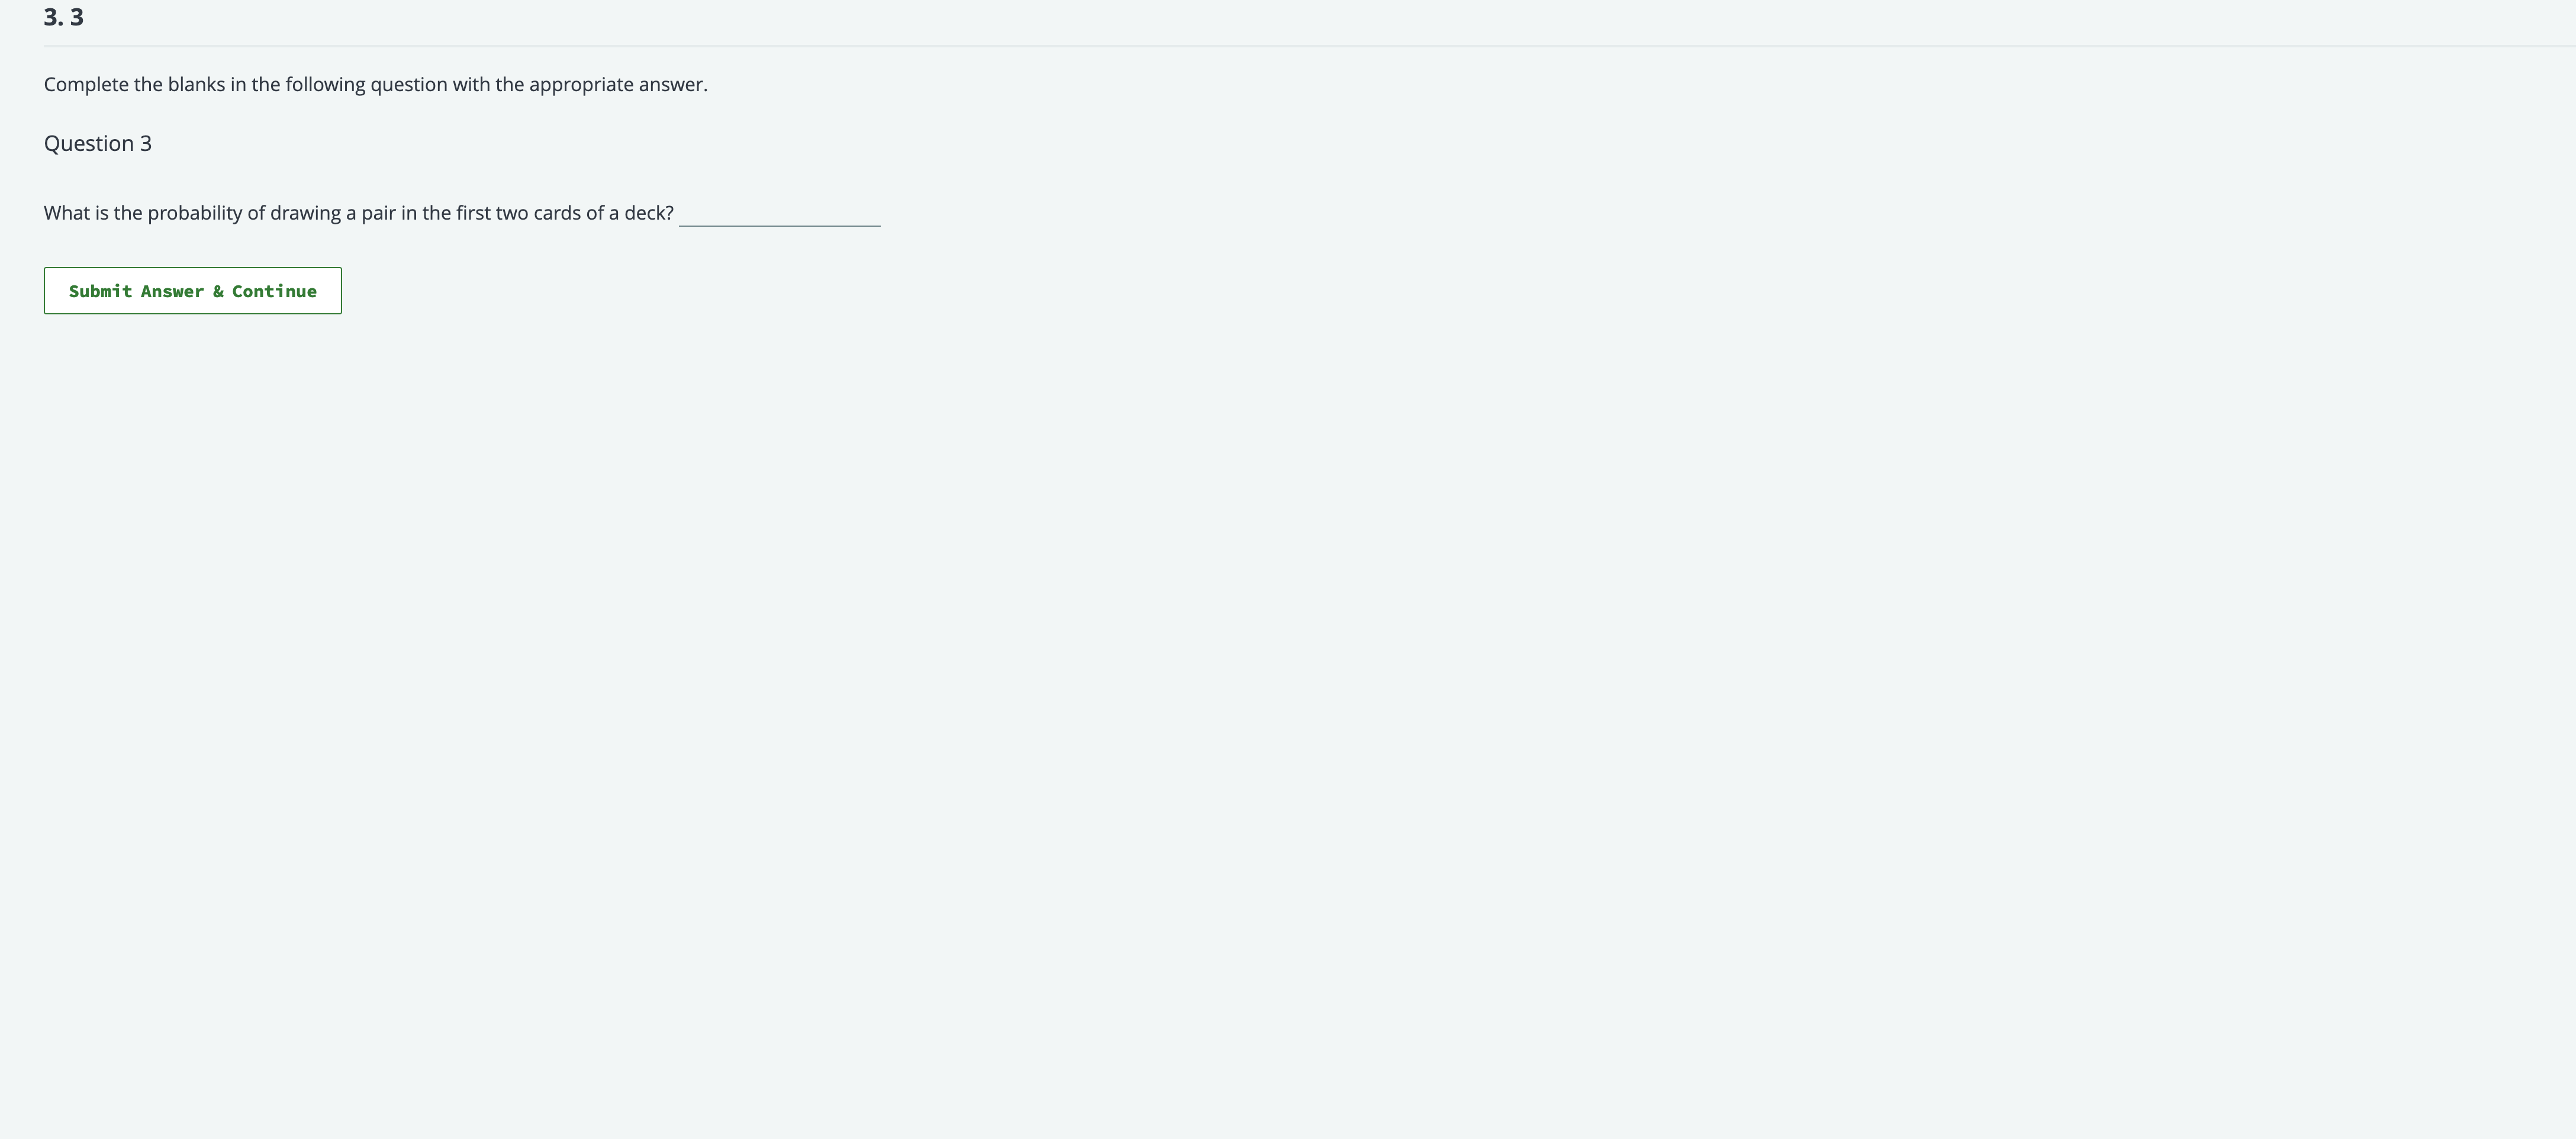 3. 3
Complete the blanks in the following question with the appropriate answer.
Question 3
What is the probability of drawing a pair in the first two cards of a deck?
Submit Answer & Continue